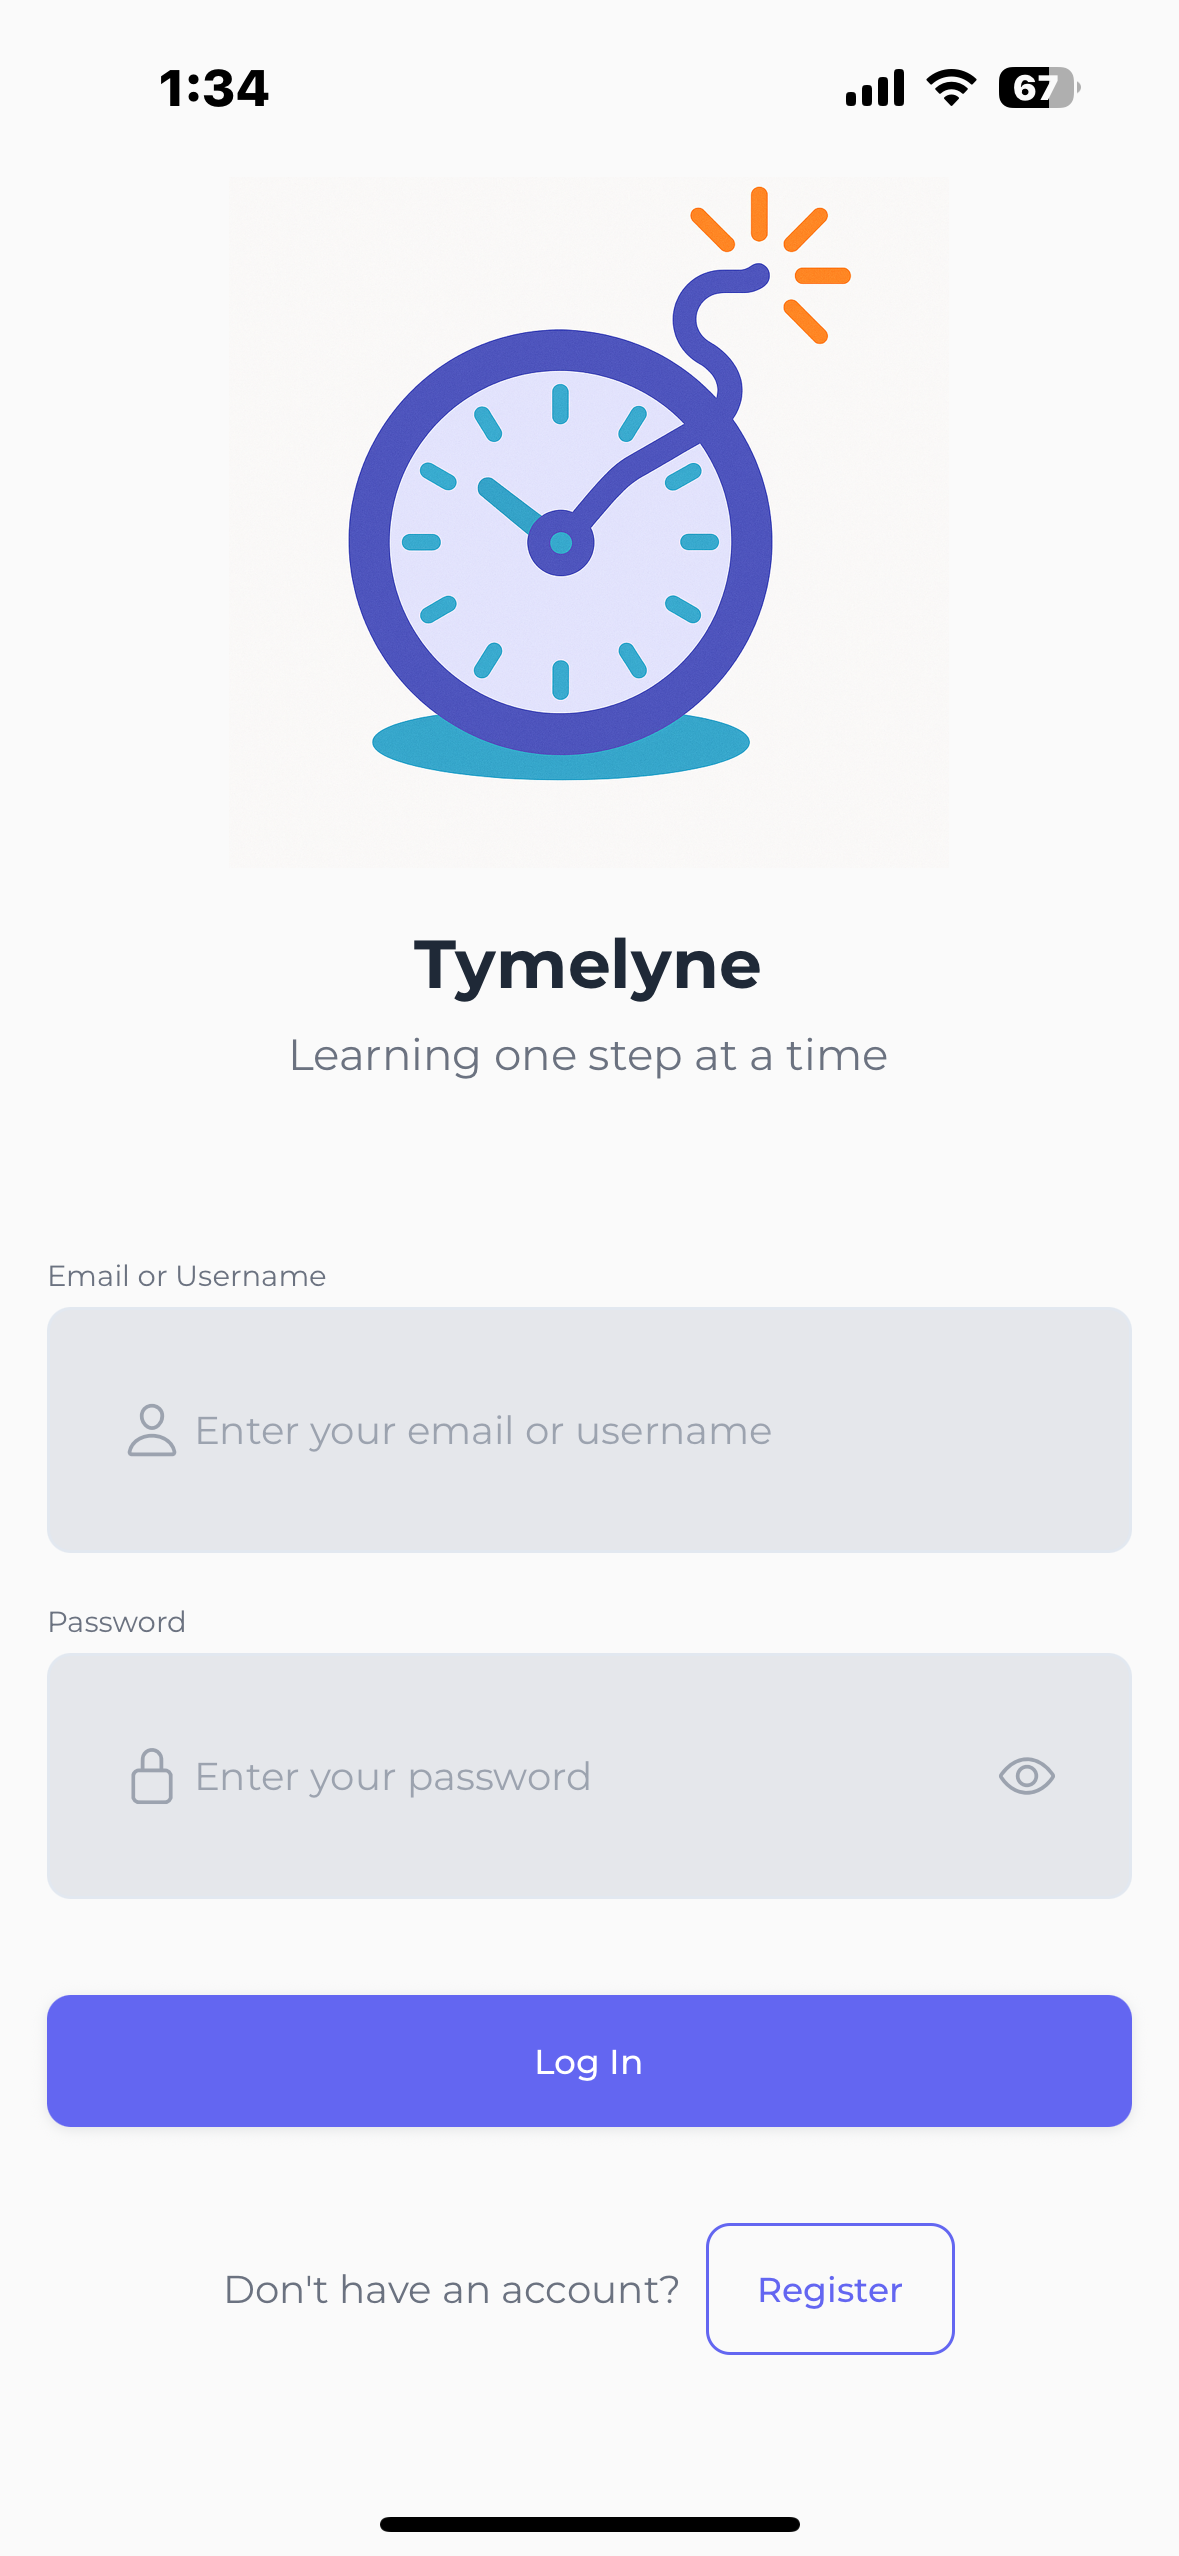 1:34
67
Tymelyne
Learning one step at a time
Email or Username
Enter your email or username
Password
Enter your password
Log In
Don't have an account? Register